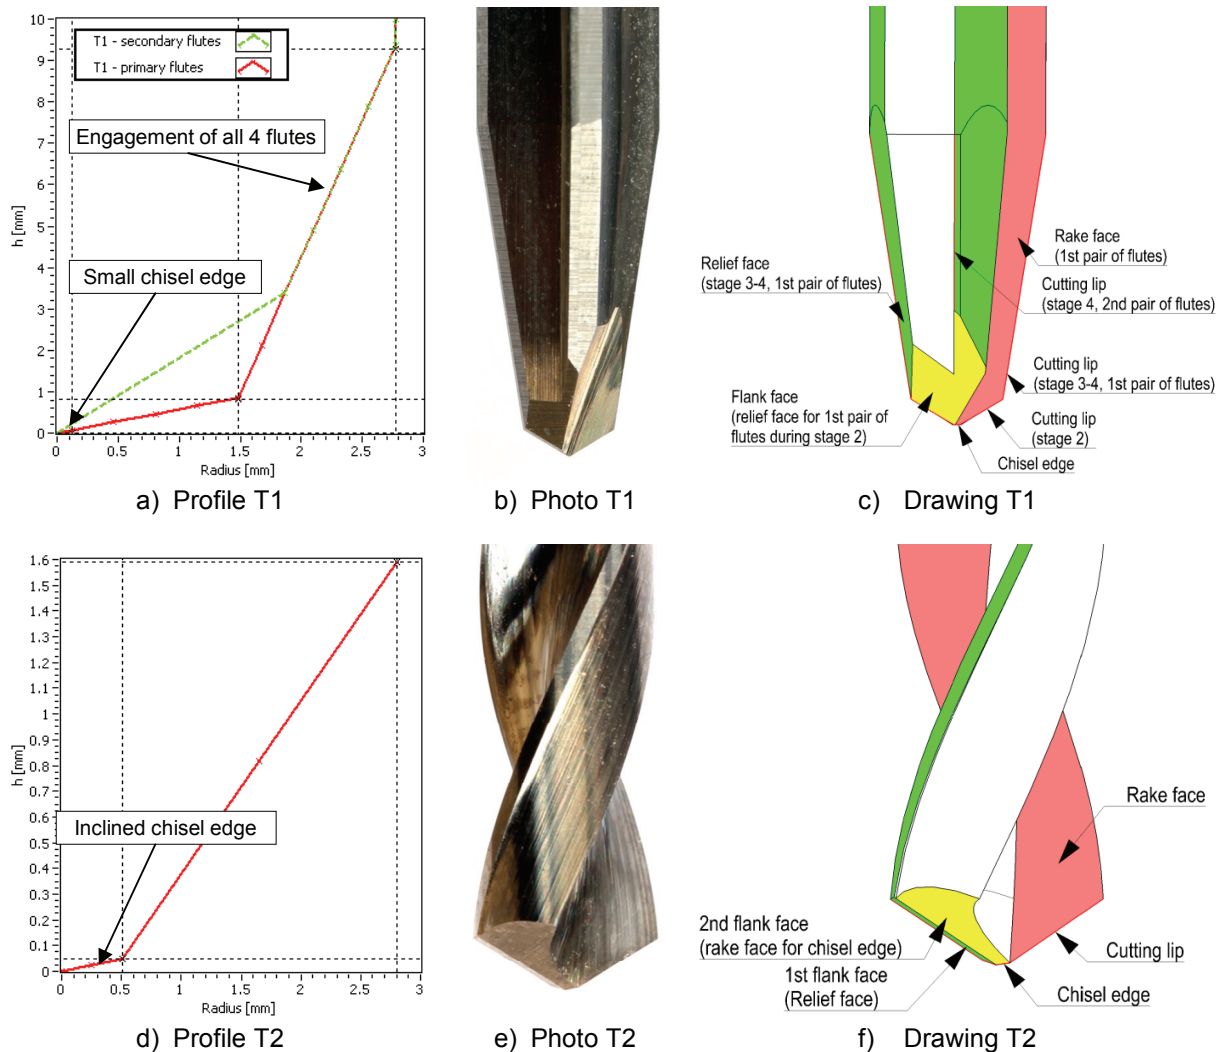 10
9
8
7
6
5
4
3
2
1
0
h [mm]
T1 - secondary flutes
T1 - primary flutes
Engagement of all 4 flutes
Small chisel edge
0
0.5
1
1.5
2
2.5
3
Radius [mm]
a) Profile T1
b) Photo T1
Relief face
(stage 3-4, 1st pair of flutes)
Flank face
(relief face for 1st pair of
flutes during stage 2)
Rake face
(1st pair of flutes)
Cutting lip
(stage 4, 2nd pair of flutes)
Cutting lip
(stage 3-4, 1st pair of flutes)
Cutting lip
(stage 2)
Chisel edge
c) Drawing T1
1.6
1.5
1.4
1.3
1.2
1.1
1
0.9
0.8
0.7
0.6
0.5
0.4
0.3
0.2
0.1
0
h [mm]
Inclined chisel edge
0
0.5
1
1.5
2
2.5
3
Radius [mm]
d) Profile T2
e) Photo T2
Rake face
2nd flank face
(rake face for chisel edge)
1st flank face
(Relief face)
Cutting lip
Chisel edge
f) Drawing T2